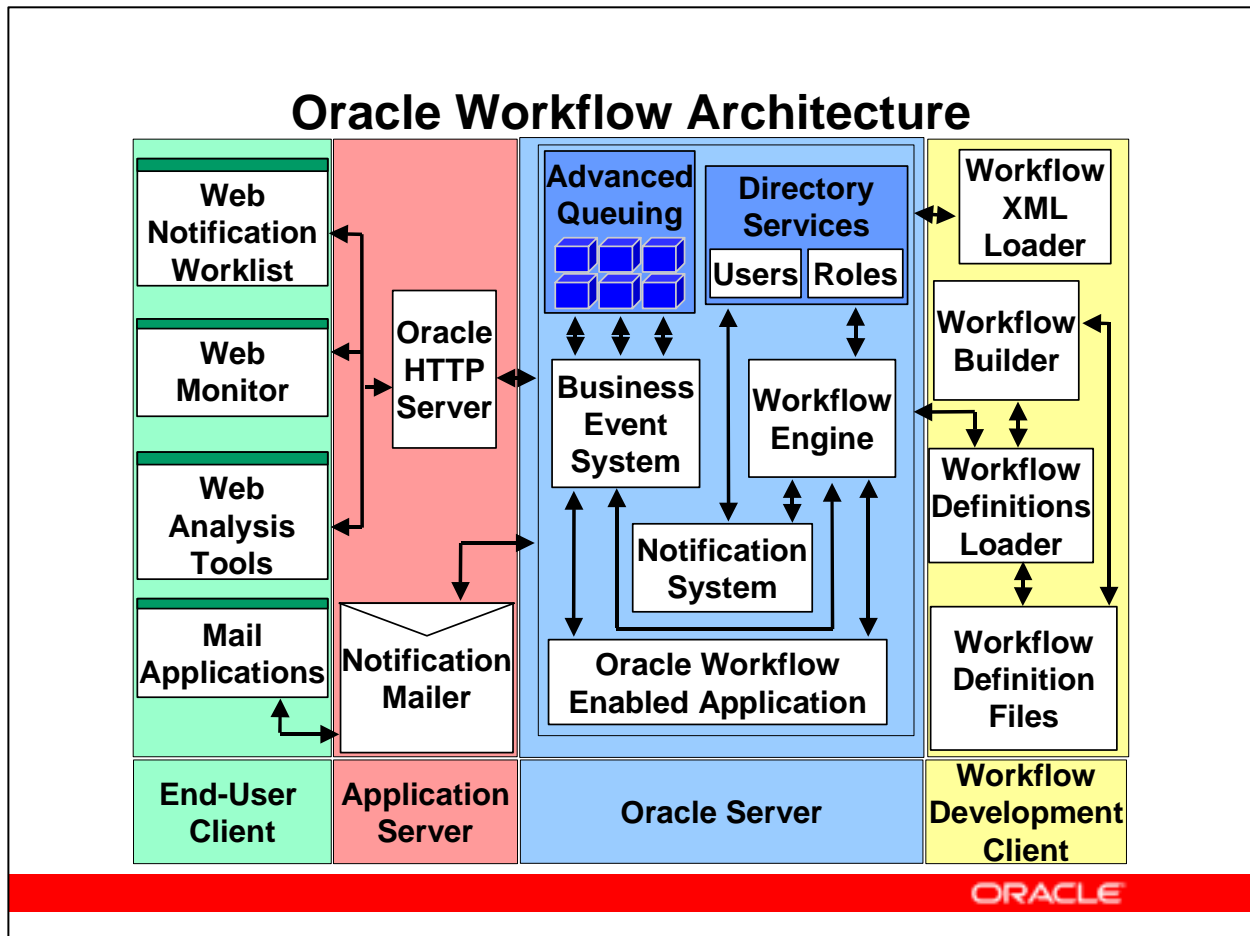 Oracle Workflow Architecture
Web
Notification
Worklist
Web
Monitor
Web
Analysis
Tools
Mail
Applications
End-User
Client
Oracle
HTTP
Server
Notification
Mailer
Application
Server
Advanced
Queuing
Directory
Services
Users
Roles
Business
Event
System
Workflow
Engine
Notification
System
Oracle Workflow
Enabled Application
Oracle Server
Workflow
XML
Loader
Workflow
Builder
Workflow
Definitions
Loader
Workflow
Definition
Files
Workflow
Development
Client
ORACLE